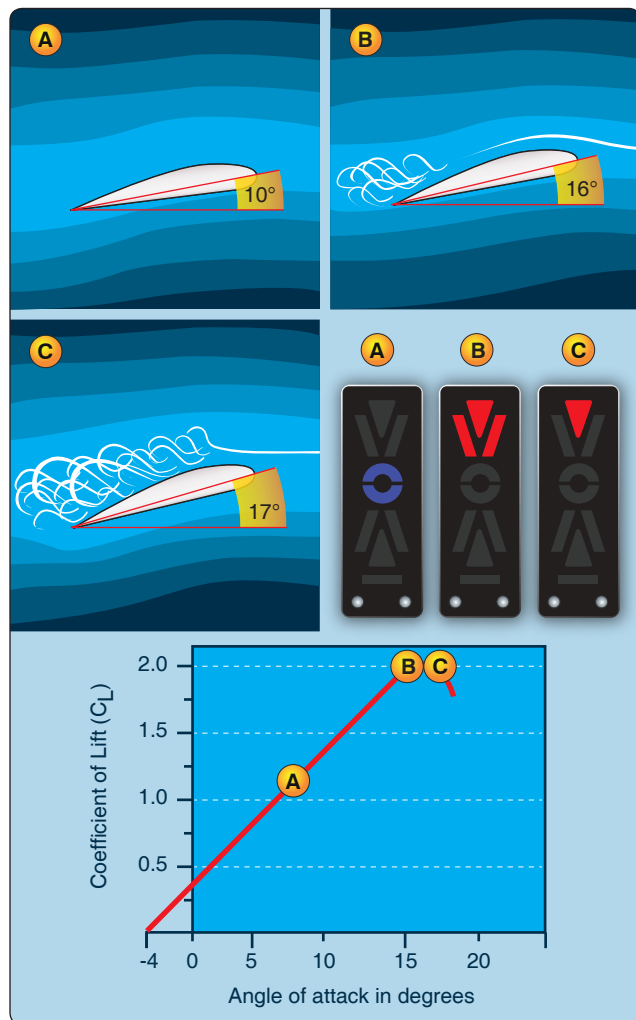 A
B
10°
16°
C
A
B
C
17°
2.0
1.5
1.0
0.5
Coefficient of Lift (CL)
B
C
A
-4
0
5
10
15
20
Angle of attack in degrees